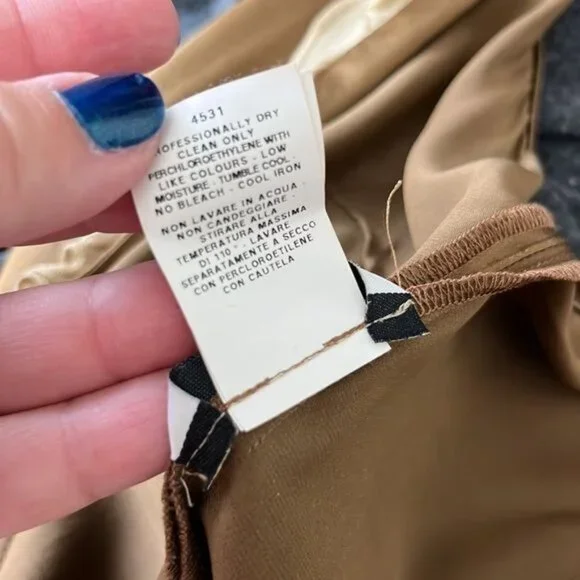 4531
PROFESSIONALLY DRY
CLEAN ONLY
PERCHLOROETHYLENE WITH
LIKE COLOURS - LOW
MOISTURE - TUMBLE COOL
NO BLEACH - COOL IRON
NON LAVARE IN ACQUA
NON CANDEGGIARE -
STIRARE ALLA
TEMPERATURA MASSIMA
DI 110° - LAVARE
SEPARATAMENTE A SECCO
CON PERCLOROETILENE
CON CAUTELA